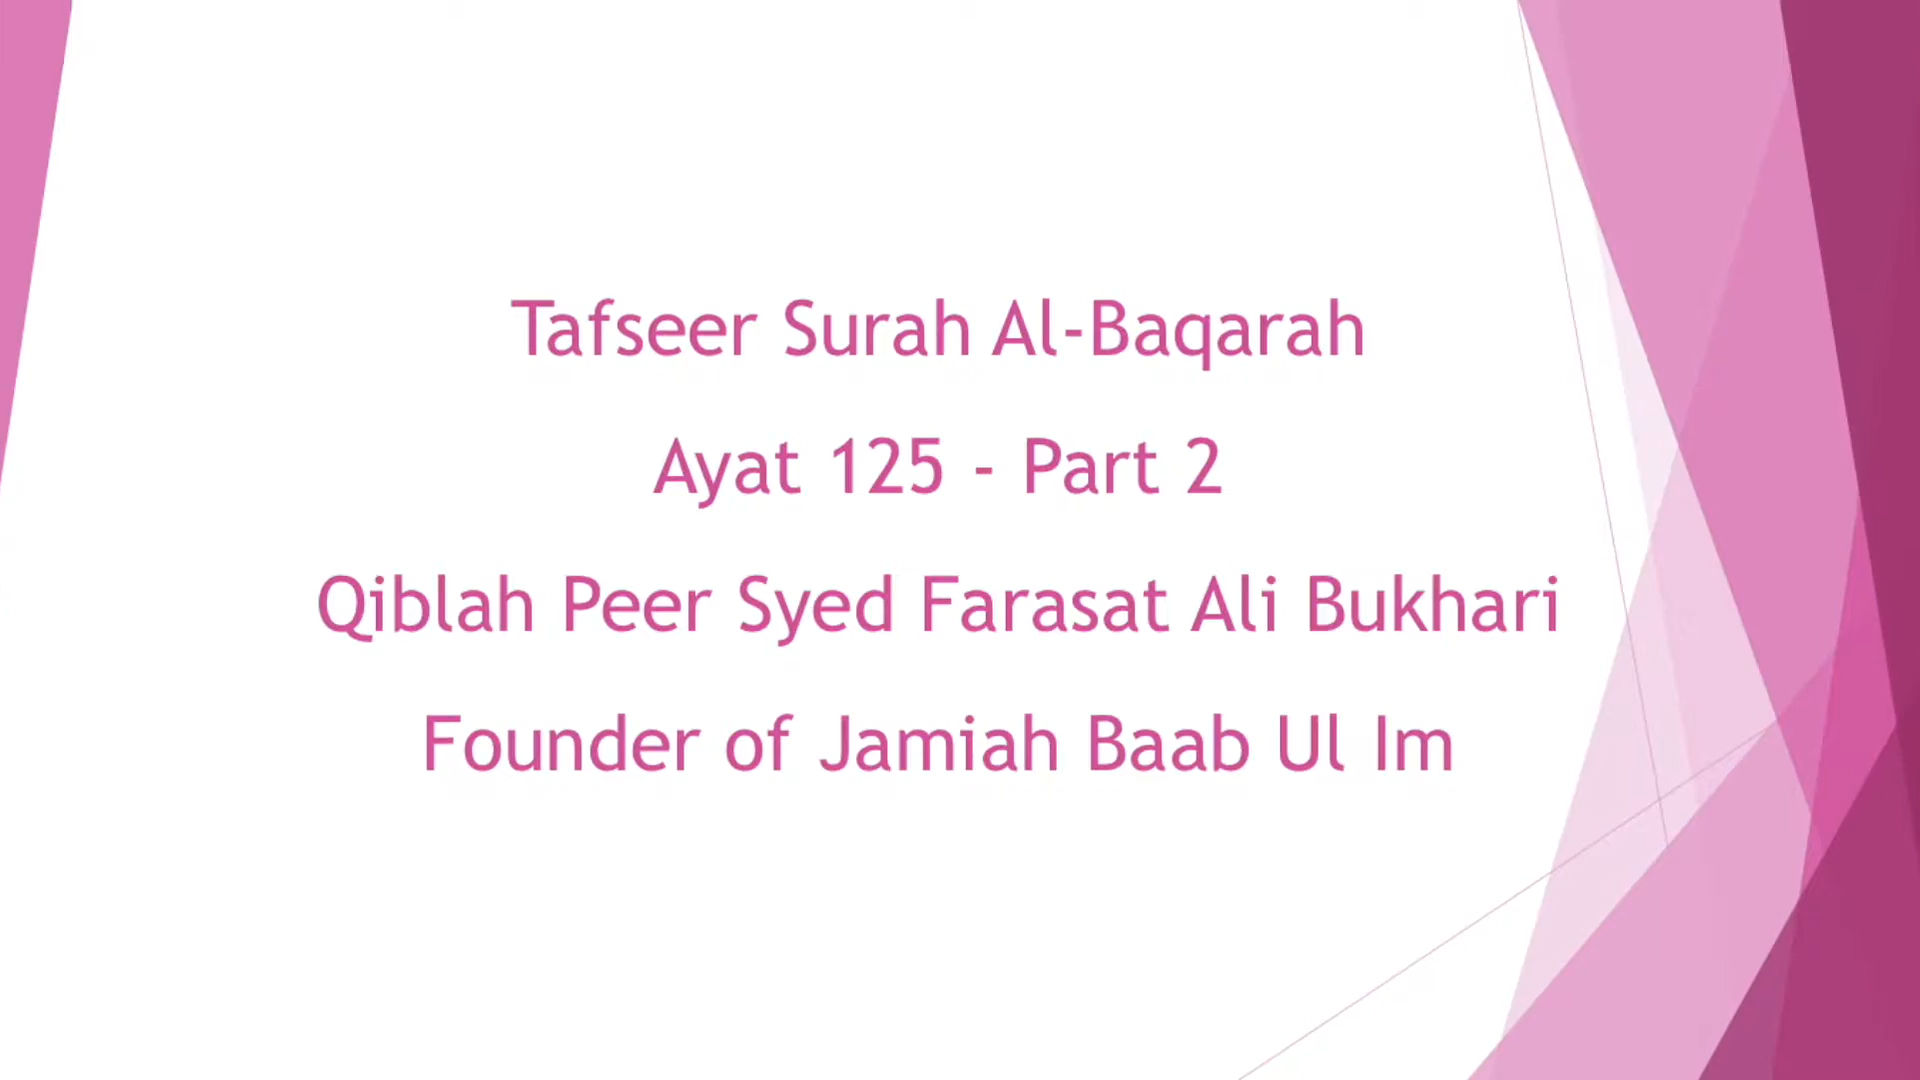 Tafseer Surah Al-Baqarah
Ayat 125 - Part 2
Qiblah Peer Syed Farasat Ali Bukhari
Founder of Jamiah Baab Ul Im